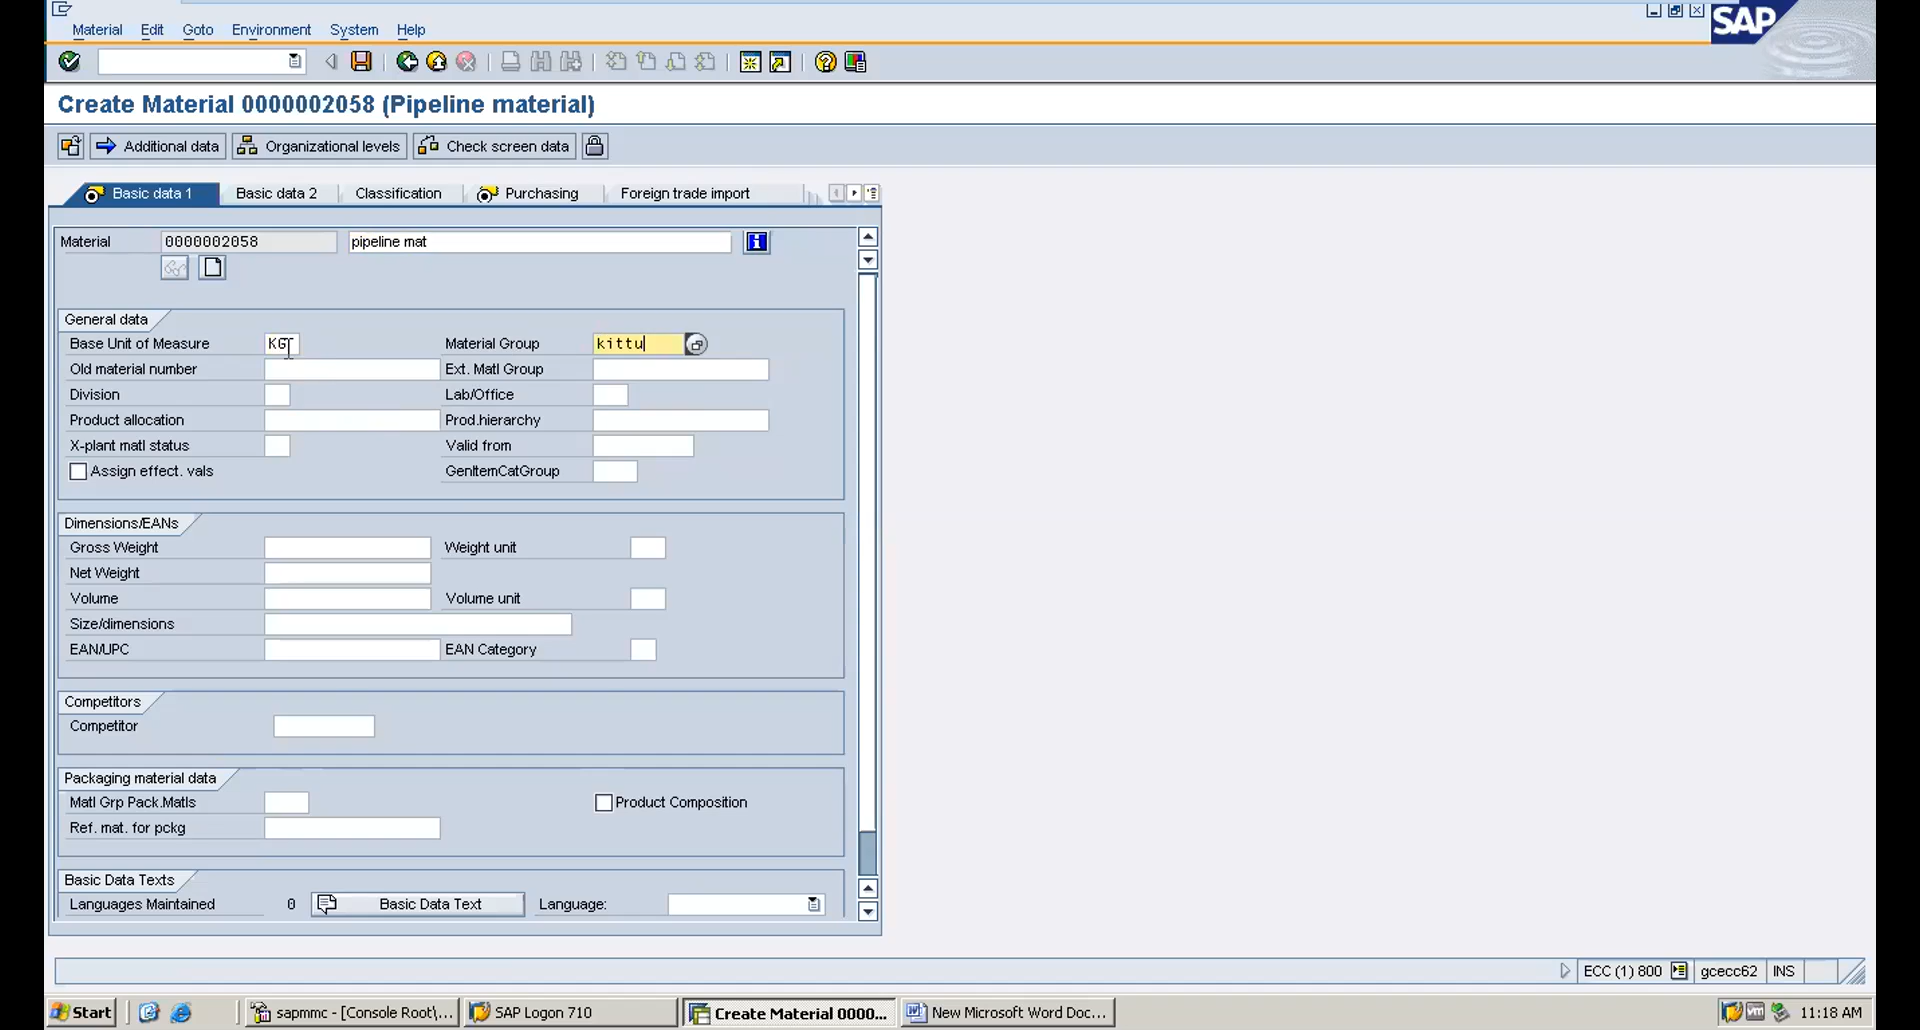 Material Edit Goto Environment System Help
SAP
Create Material 0000002058 (Pipeline material)
Additional data Organizational levels Check screen data
Basic data 1 Basic data 2 Classification Purchasing Foreign trade import
Material 0000002058 pipeline mat
General data
Base Unit of Measure KG Material Group kittu
Old material number Ext. Matl Group
Division Lab/Office
Product allocation Prod.hierarchy
X-plant matl status Valid from
Assign effect. vals GenItemCatGroup
Dimensions/EANs
Gross Weight Weight unit
Net Weight
Volume Volume unit
Size/dimensions
EAN/UPC EAN Category
Competitors
Competitor
Packaging material data
Matl Grp Pack.Matls Product Composition
Ref. mat. for pckg
Basic Data Texts
Languages Maintained 0 Basic Data Text Language:
ECC (1) 800 gcecc62 INS
Start sapmmc - [Console Root\... SAP Logon 710 Create Material 0000... New Microsoft Word Doc... 11:18 AM